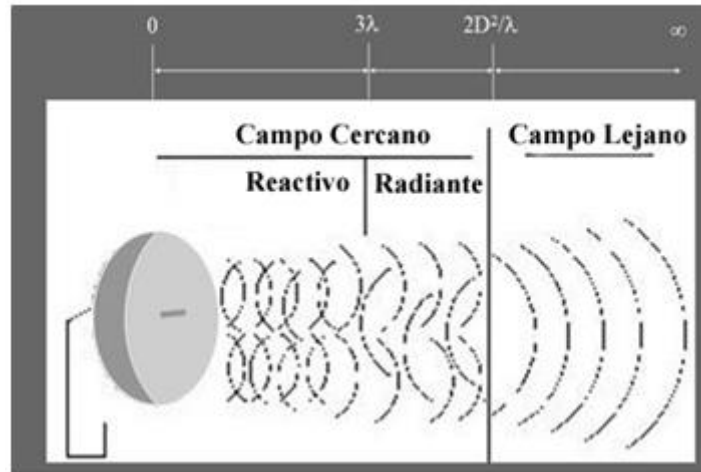 0 3λ 2D²/λ ∞
Campo Cercano Campo Lejano
Reactivo Radiante